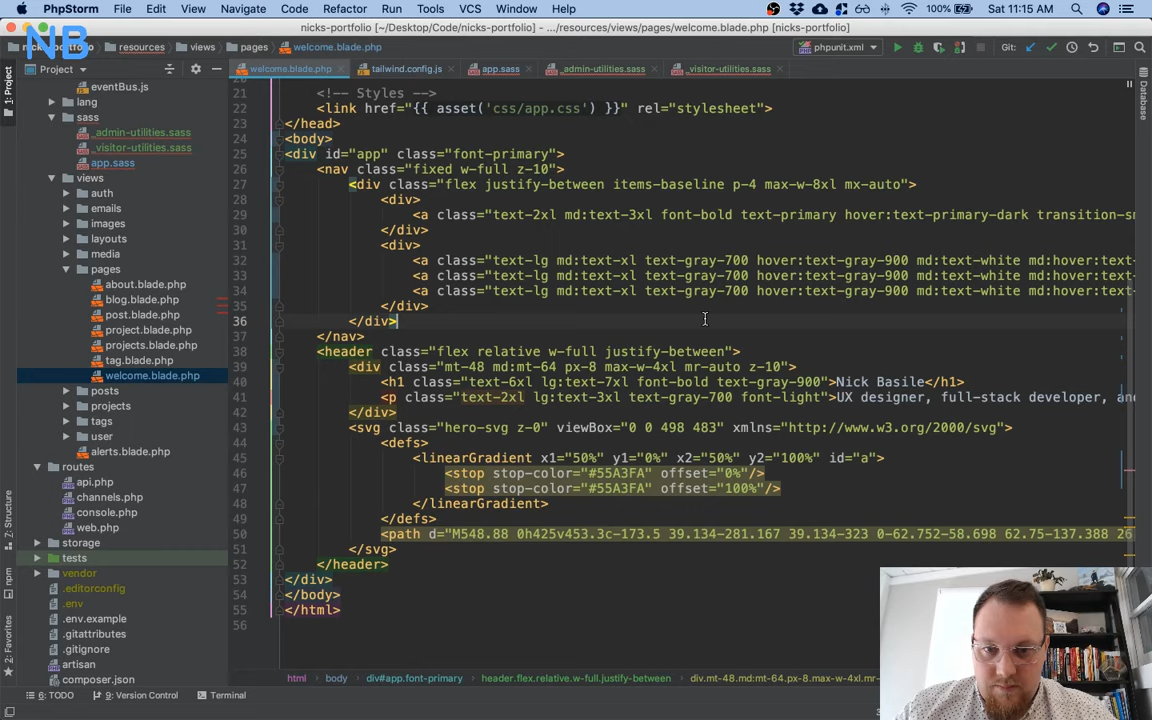 PhpStorm File Edit View Navigate Code Refactor Run Tools VCS Window Help 100% Sat 11:15 AM
nicks-portfolio [~/Desktop/Code/nicks-portfolio] - .../resources/views/pages/welcome.blade.php [nicks-portfolio]
NB
nicks-portfolio resources views pages welcome.blade.php phpunit.xml Git:
Project welcome.blade.php tailwind.config.js app.sass _admin-utilities.sass _visitor-utilities.sass
1: Project
Database
eventBus.js
lang
sass
_admin-utilities.sass
_visitor-utilities.sass
app.sass
views
auth
emails
images
layouts
media
pages
about.blade.php
blog.blade.php
post.blade.php
project.blade.php
projects.blade.php
tag.blade.php
welcome.blade.php
posts
projects
tags
user
alerts.blade.php
routes
api.php
channels.php
console.php
web.php
storage
tests
vendor
.editorconfig
.env
.env.example
.gitattributes
.gitignore
artisan
composer.json
7: Structure
npm
2: Favorites
21 <!-- Styles -->
22 <link href="{{ asset('css/app.css') }}" rel="stylesheet">
23 </head>
24 <body>
25 <div id="app" class="font-primary">
26 <nav class="fixed w-full z-10">
27 <div class="flex justify-between items-baseline p-4 max-w-8xl mx-auto">
28 <div>
29 <a class="text-2xl md:text-3xl font-bold text-primary hover:text-primary-dark transition-sm
30 </div>
31 <div>
32 <a class="text-lg md:text-xl text-gray-700 hover:text-gray-900 md:text-white md:hover:text
33 <a class="text-lg md:text-xl text-gray-700 hover:text-gray-900 md:text-white md:hover:text
34 <a class="text-lg md:text-xl text-gray-700 hover:text-gray-900 md:text-white md:hover:text
35 </div>
36 </div>
37 </nav>
38 <header class="flex relative w-full justify-between">
39 <div class="mt-48 md:mt-64 px-8 max-w-4xl mr-auto z-10">
40 <h1 class="text-6xl lg:text-7xl font-bold text-gray-900">Nick Basile</h1>
41 <p class="text-2xl lg:text-3xl text-gray-700 font-light">UX designer, full-stack developer, and
42 </div>
43 <svg class="hero-svg z-0" viewBox="0 0 498 483" xmlns="http://www.w3.org/2000/svg">
44 <defs>
45 <linearGradient x1="50%" y1="0%" x2="50%" y2="100%" id="a">
46 <stop stop-color="#55A3FA" offset="0%"/>
47 <stop stop-color="#55A3FA" offset="100%"/>
48 </linearGradient>
49 </defs>
50 <path d="M548.88 0h425v453.3c-173.5 39.134-281.167 39.134-323 0-62.752-58.698 62.75-137.388 26
51 </svg>
52 </header>
53 </div>
54 </body>
55 </html>
56
html body div#app.font-primary header.flex.relative.w-full.justify-between div.mt-48.md:mt-64.px-8.max-w-4xl.mr-
6: TODO 9: Version Control Terminal